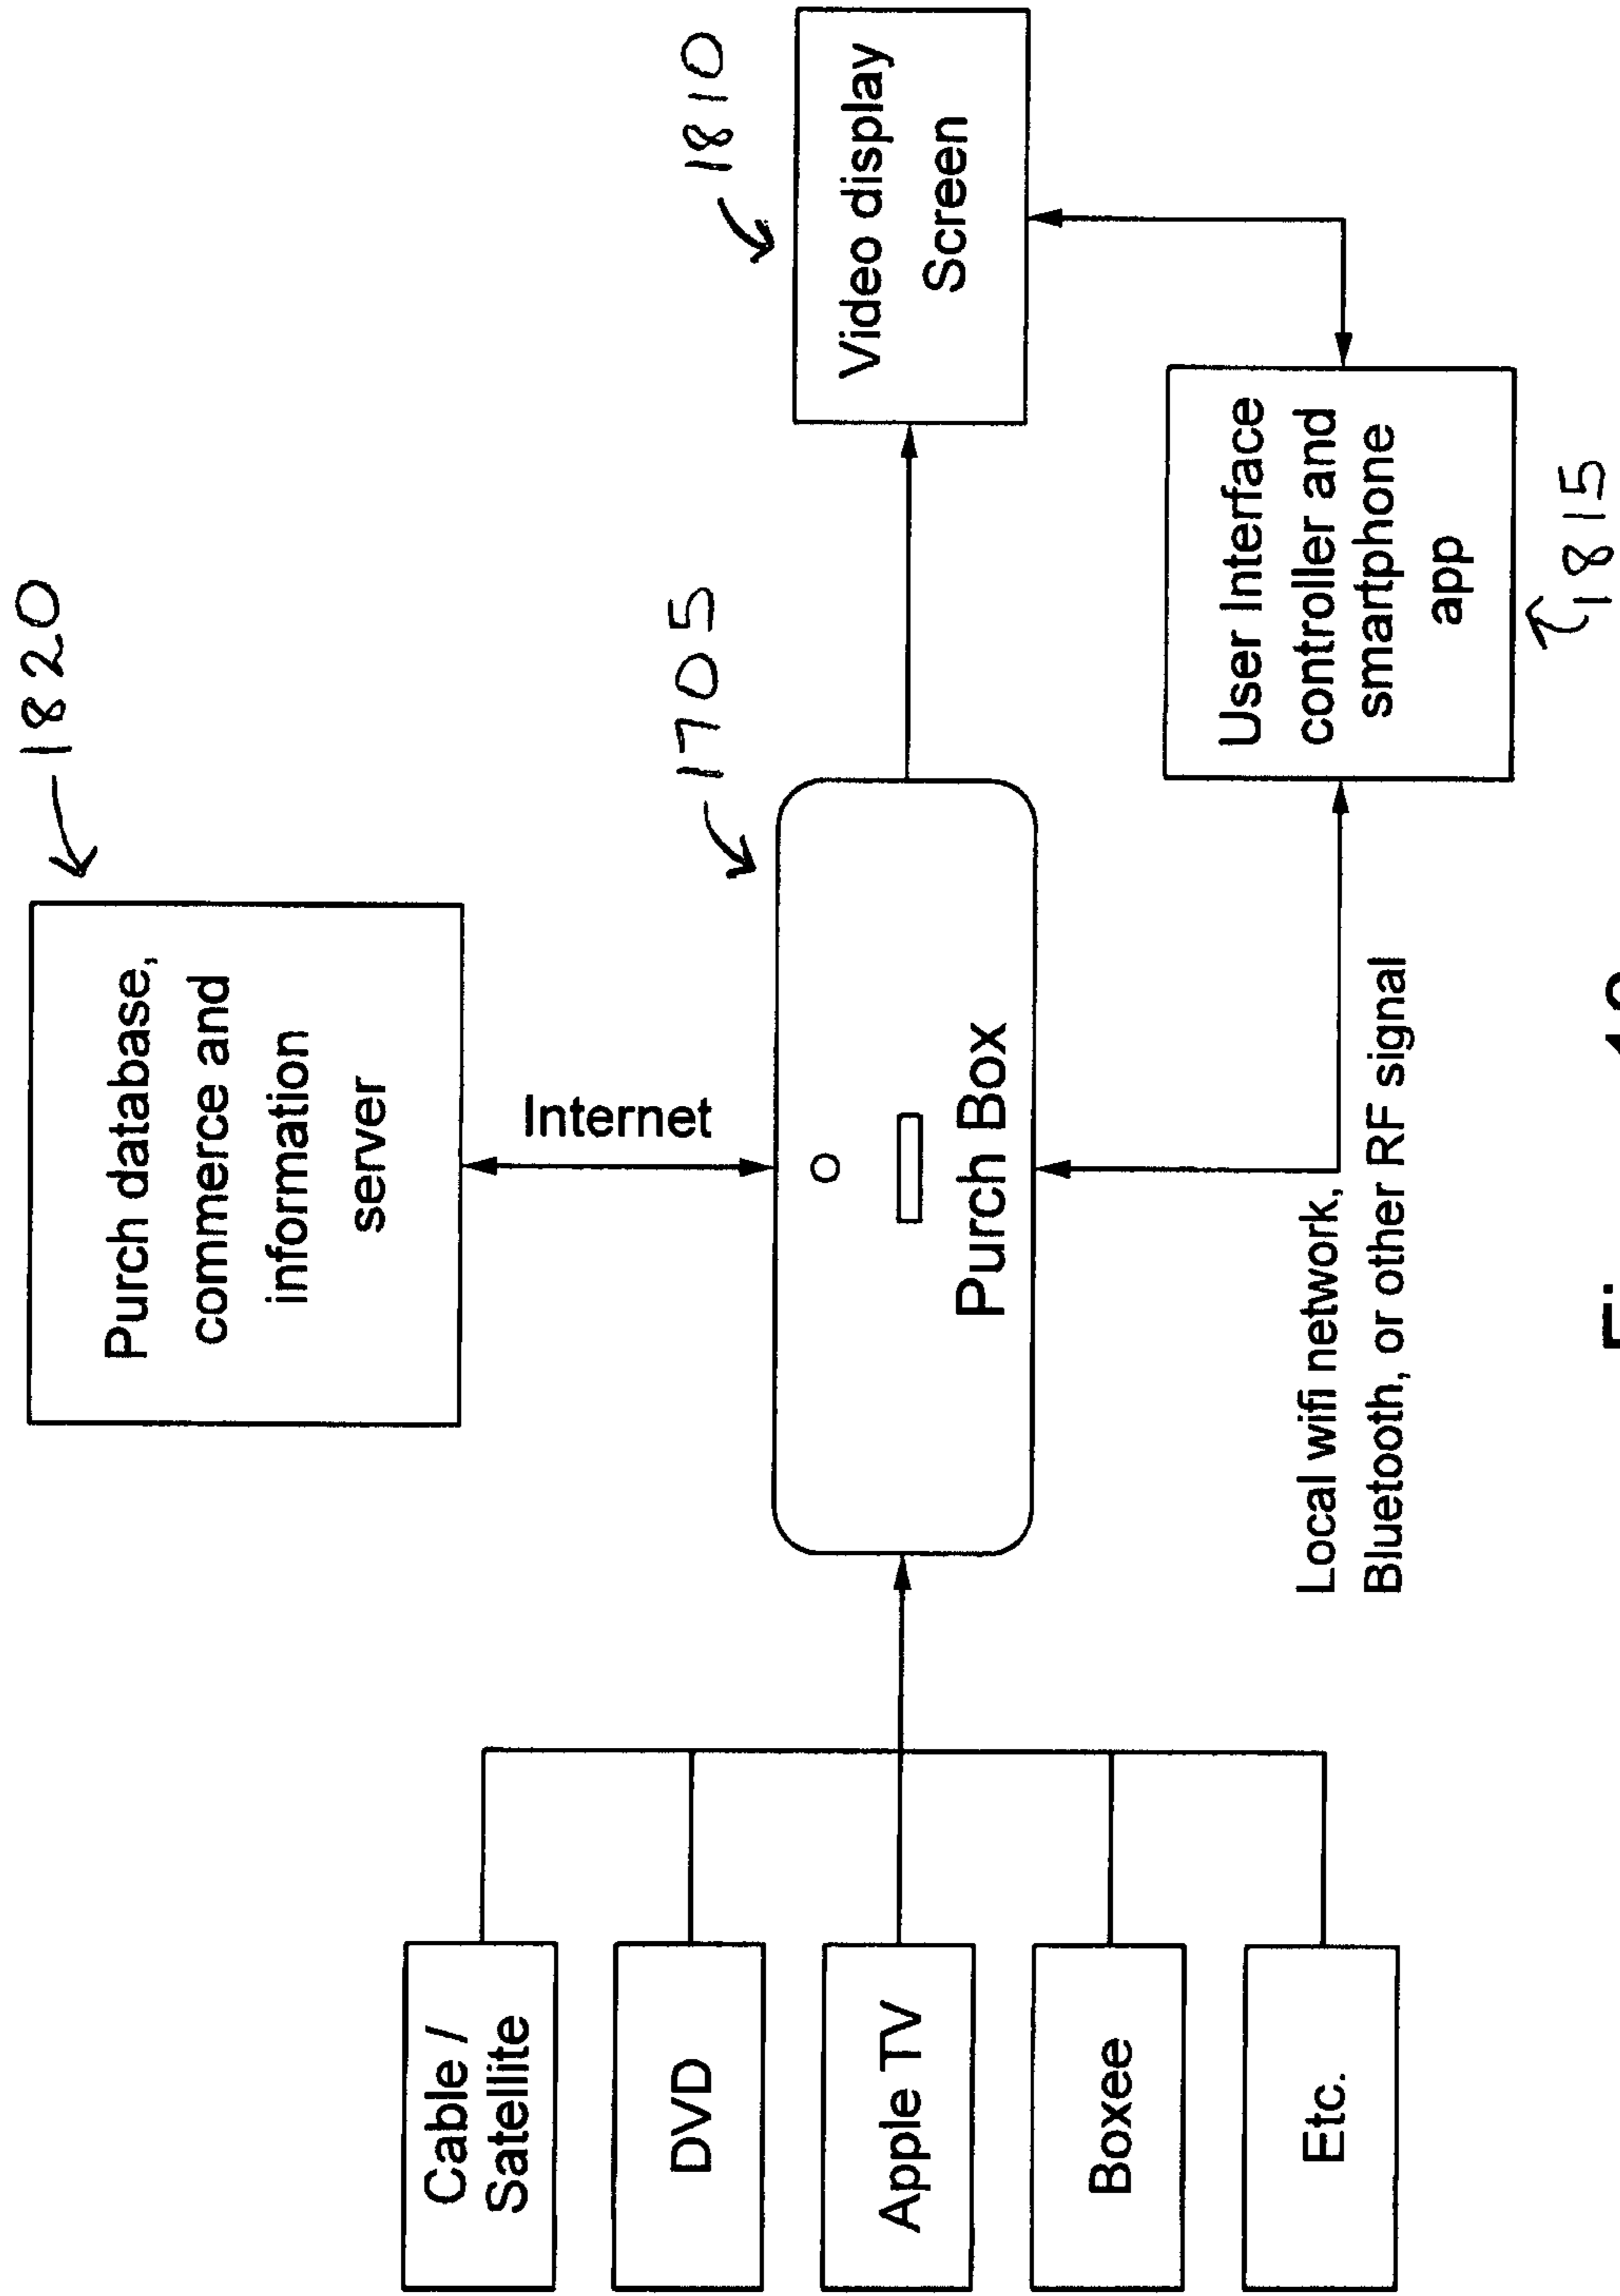 1820
Purch database,
commerce and
information
server
Internet
Cable /
Satellite
DVD
Apple TV
Boxee
Etc.
1705
Purch Box
1810
Video display
Screen
Local wifi network,
Bluetooth, or other RF signal
User Interface
controller and
smartphone
app
1815